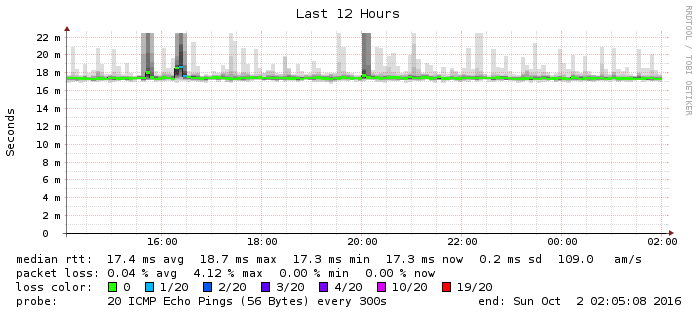 Last 12 Hours
RRDTOOL / TOBI OETIKER
Seconds
22 m
20 m
18 m
16 m
14 m
12 m
10 m
8 m
6 m
4 m
2 m
0
16:00 18:00 20:00 22:00 00:00 02:00
median rtt: 17.4 ms avg 18.7 ms max 17.3 ms min 17.3 ms now 0.2 ms sd 109.0 am/s
packet loss: 0.04 % avg 4.12 % max 0.00 % min 0.00 % now
loss color: 0 1/20 2/20 3/20 4/20 10/20 19/20
probe: 20 ICMP Echo Pings (56 Bytes) every 300s end: Sun Oct 2 02:05:08 2016